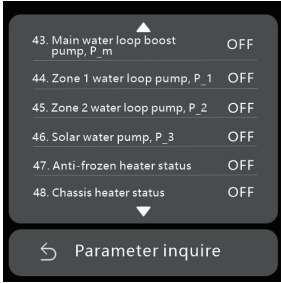 43. Main water loop boost
pump, P_m OFF
44. Zone 1 water loop pump, P_1 OFF
45. Zone 2 water loop pump, P_2 OFF
46. Solar water pump, P_3 OFF
47. Anti-frozen heater status OFF
48. Chassis heater status OFF
Parameter inquire